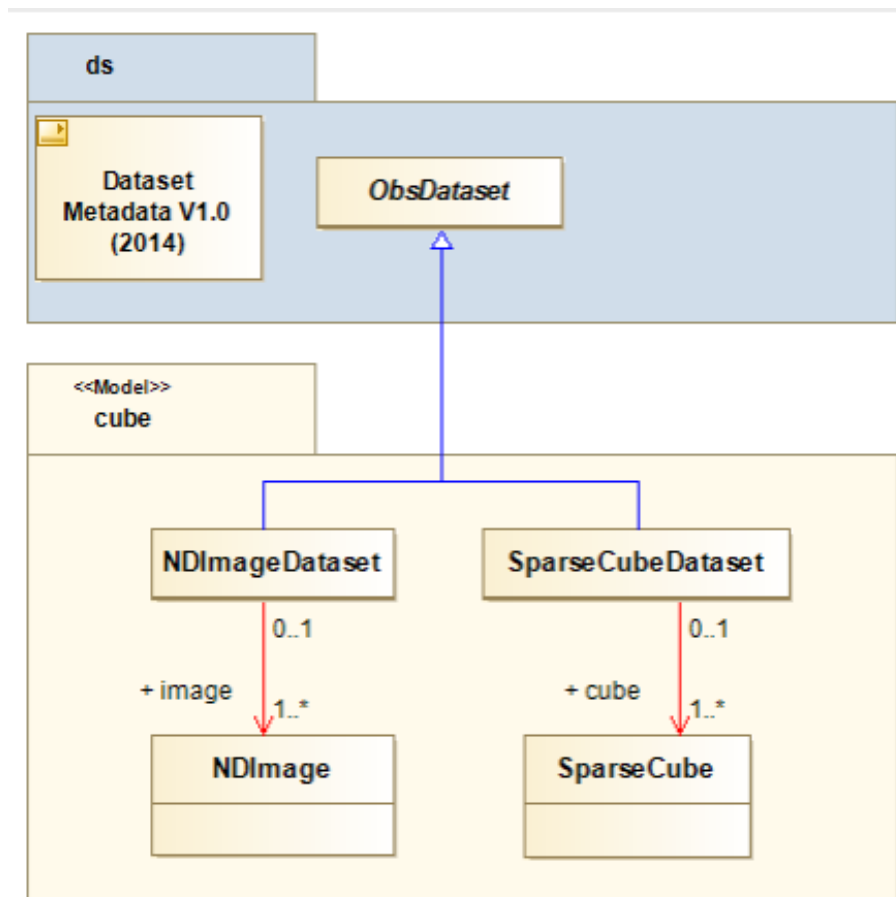 ds
Dataset
Metadata V1.0
(2014)
ObsDataset
<<Model>>
cube
NDImageDataset
SparseCubeDataset
0..1
0..1
+ image
+ cube
1..*
1..*
NDImage
SparseCube